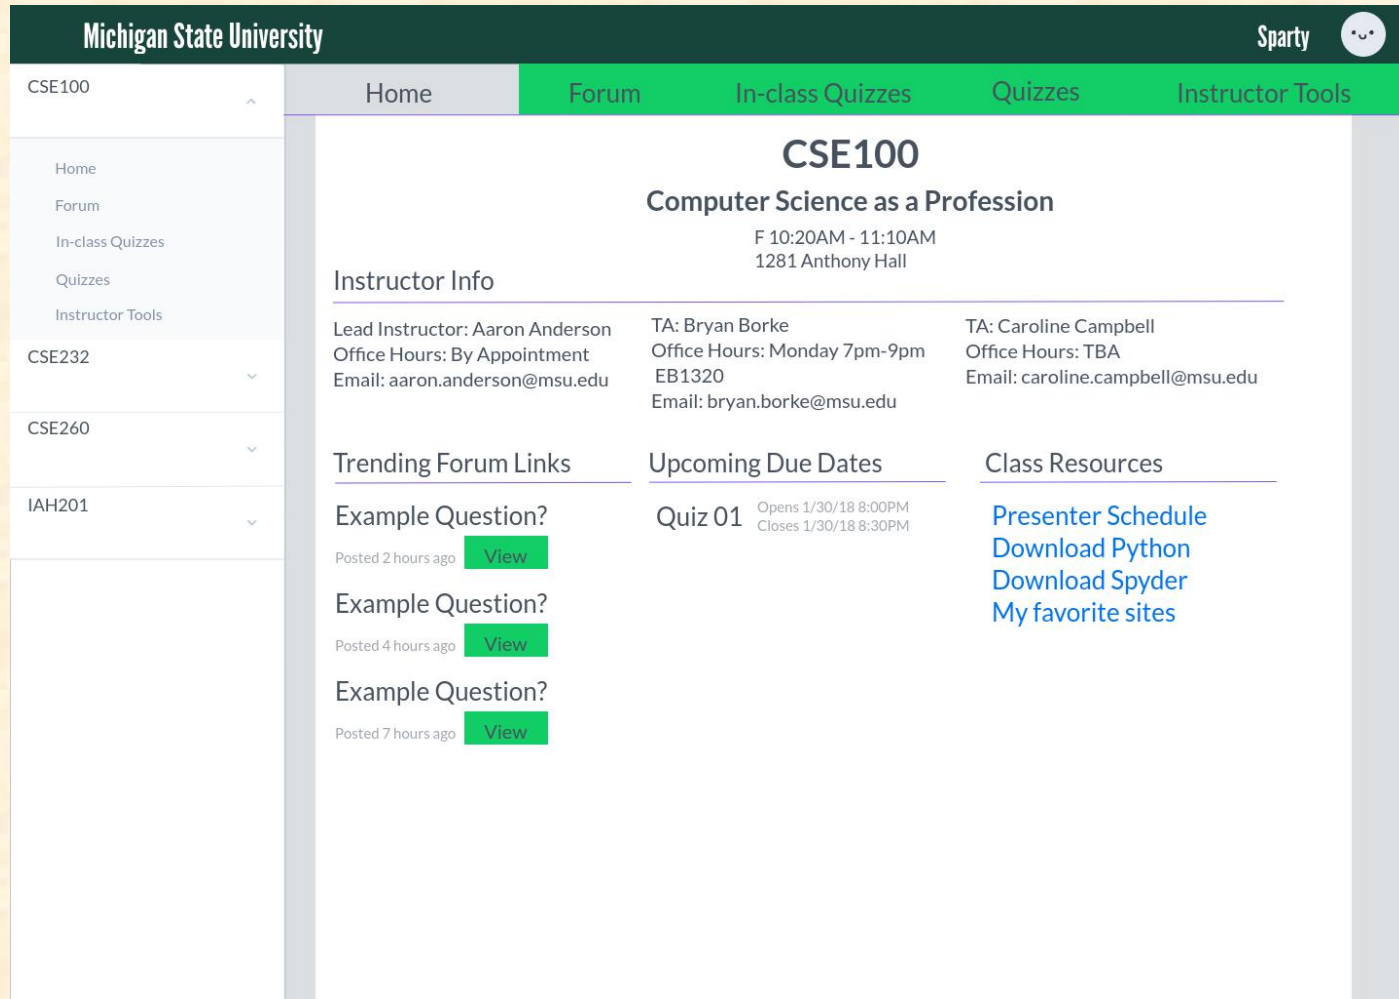 Michigan State University
Sparty
CSE100
Home
Forum
In-class Quizzes
Quizzes
Instructor Tools
CSE232
CSE260
IAH201
Home
Forum
In-class Quizzes
Quizzes
Instructor Tools
CSE100
Computer Science as a Profession
F 10:20AM - 11:10AM
1281 Anthony Hall
Instructor Info
Lead Instructor: Aaron Anderson
Office Hours: By Appointment
Email: aaron.anderson@msu.edu
TA: Bryan Borke
Office Hours: Monday 7pm-9pm
EB1320
Email: bryan.borke@msu.edu
TA: Caroline Campbell
Office Hours: TBA
Email: caroline.campbell@msu.edu
Trending Forum Links
Example Question?
Posted 2 hours ago
View
Example Question?
Posted 4 hours ago
View
Example Question?
Posted 7 hours ago
View
Upcoming Due Dates
Quiz 01
Opens 1/30/18 8:00PM
Closes 1/30/18 8:30PM
Class Resources
Presenter Schedule
Download Python
Download Spyder
My favorite sites